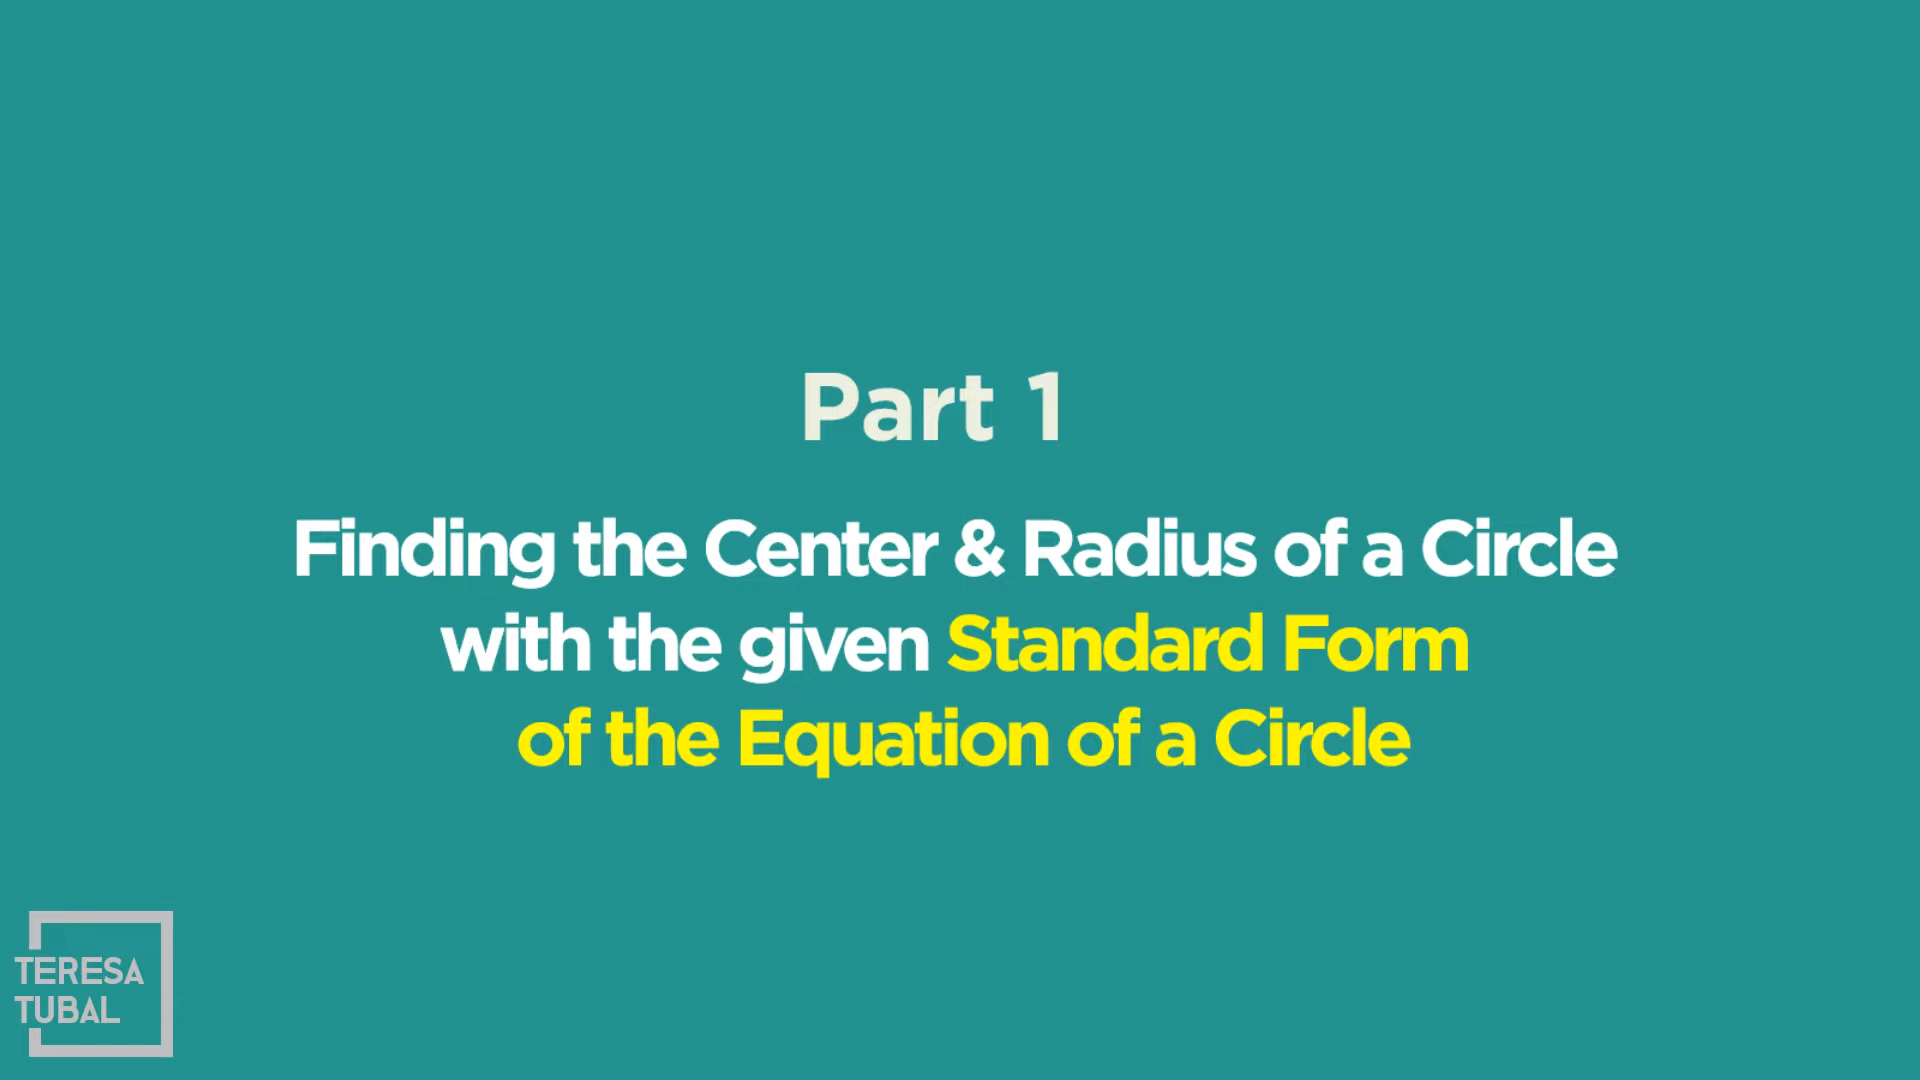 Part 1
Finding the Center & Radius of a Circle
with the given Standard Form
of the Equation of a Circle
TERESA
TUBAL